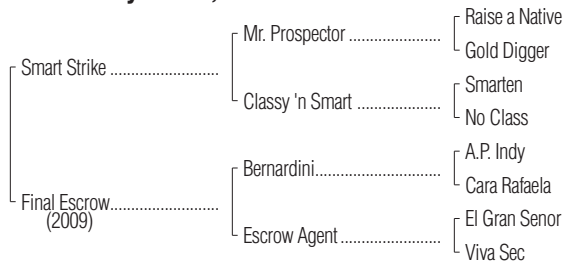 Raise a Native
Mr. Prospector .....................
Gold Digger
Smart Strike .........................
Smarten
Classy 'n Smart ...................
No Class
A.P. Indy
Bernardini.............................
Cara Rafaela
Final Escrow.........................
(2009)
El Gran Senor
Escrow Agent .......................
Viva Sec